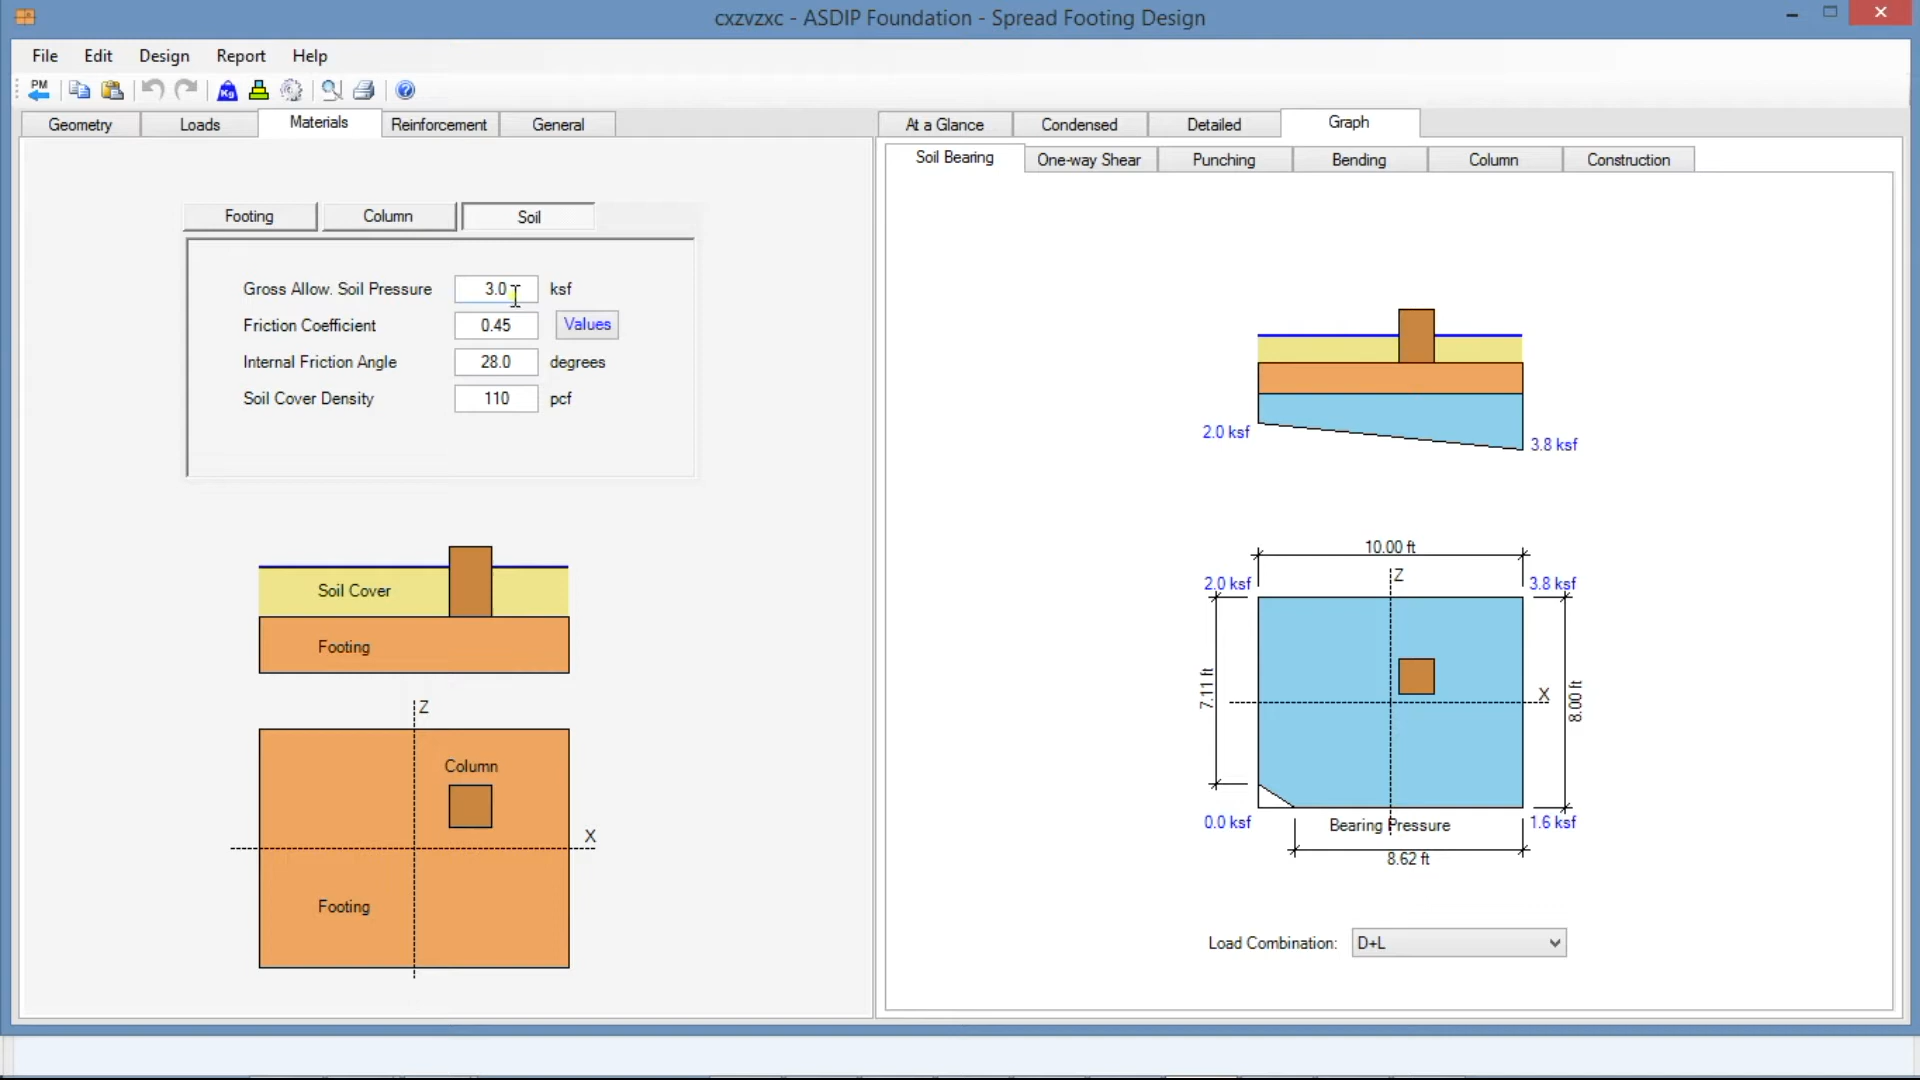 cxzvzxc - ASDIP Foundation - Spread Footing Design
File Edit Design Report Help
PM Kg ?
Geometry Loads Materials Reinforcement General
At a Glance Condensed Detailed Graph
Soil Bearing One-way Shear Punching Bending Column Construction
Footing Column Soil
Gross Allow. Soil Pressure 3.0 ksf
Friction Coefficient 0.45 Values
Internal Friction Angle 28.0 degrees
Soil Cover Density 110 pcf
Soil Cover
Footing
Z
Column
X
Footing
2.0 ksf
3.8 ksf
10.00 ft
Z
2.0 ksf
3.8 ksf
7.11 ft
X
8.00 ft
0.0 ksf
Bearing Pressure
1.6 ksf
8.62 ft
Load Combination: D+L